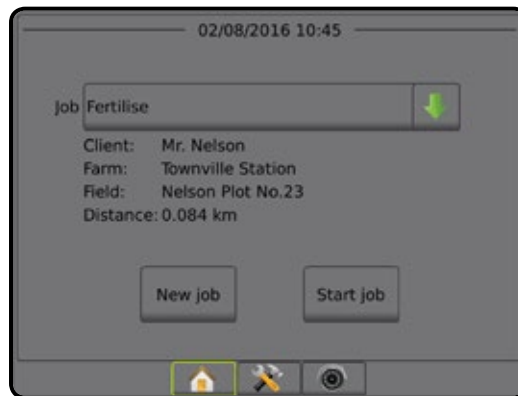 02/08/2016 10:45
Job Fertilise
Client: Mr. Nelson
Farm: Townville Station
Field: Nelson Plot No.23
Distance: 0.084 km
New job Start job